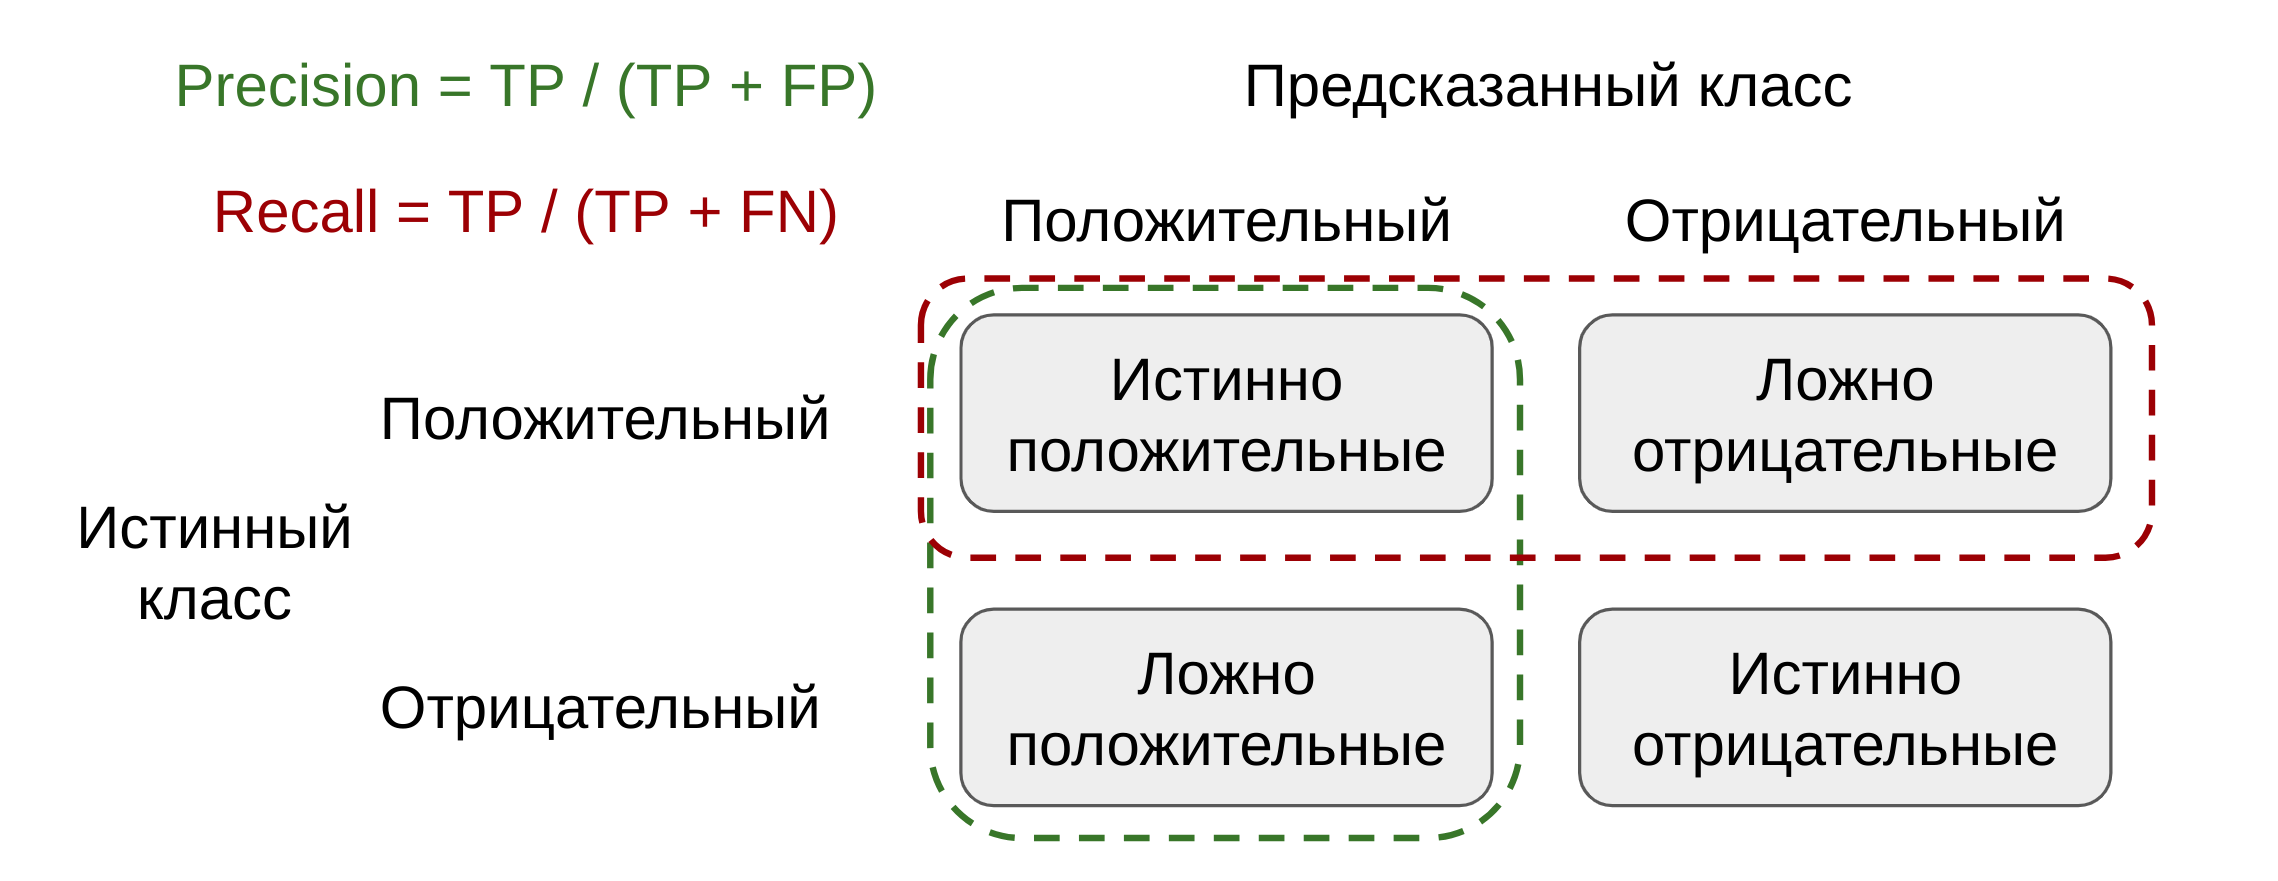 Precision = TP / (TP + FP)
Предсказанный класс
Recall = TP / (TP + FN)
Положительный
Отрицательный
Положительный
Истинно
положительные
Ложно
отрицательные
Истинный
класс
Отрицательный
Ложно
положительные
Истинно
отрицательные